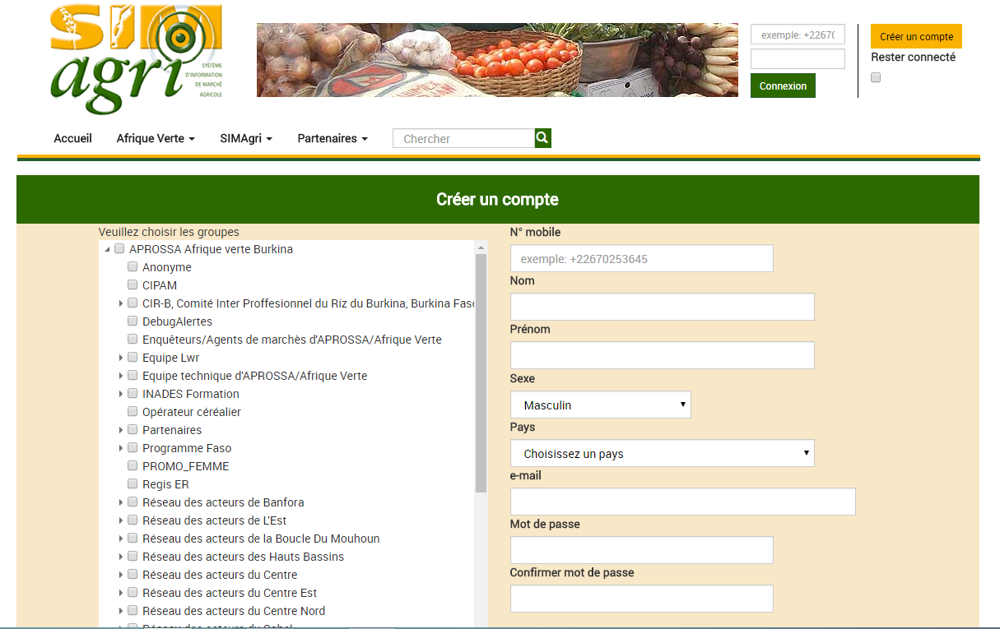 SIM
agri
SYSTÈME
D'INFORMATION
DE MARCHÉ
AGRICOLE
exemple: +2267(
Connexion
Créer un compte
Rester connecté
Accueil Afrique Verte SIMAgri Partenaires Chercher
Créer un compte
Veuillez choisir les groupes
APROSSA Afrique verte Burkina
Anonyme
CIPAM
CIR-B, Comité Inter Proffesionnel du Riz du Burkina, Burkina Faso
DebugAlertes
Enquêteurs/Agents de marchès d'APROSSA/Afrique Verte
Equipe Lwr
Equipe technique d'APROSSA/Afrique Verte
INADES Formation
Opérateur céréalier
Partenaires
Programme Faso
PROMO_FEMME
Regis ER
Réseau des acteurs de Banfora
Réseau des acteurs de L'Est
Réseau des acteurs de la Boucle Du Mouhoun
Réseau des acteurs des Hauts Bassins
Réseau des acteurs du Centre
Réseau des acteurs du Centre Est
Réseau des acteurs du Centre Nord
Réseau des acteurs du Sahel
N° mobile
exemple: +22670253645
Nom
Prénom
Sexe
Masculin
Pays
Choisissez un pays
e-mail
Mot de passe
Confirmer mot de passe